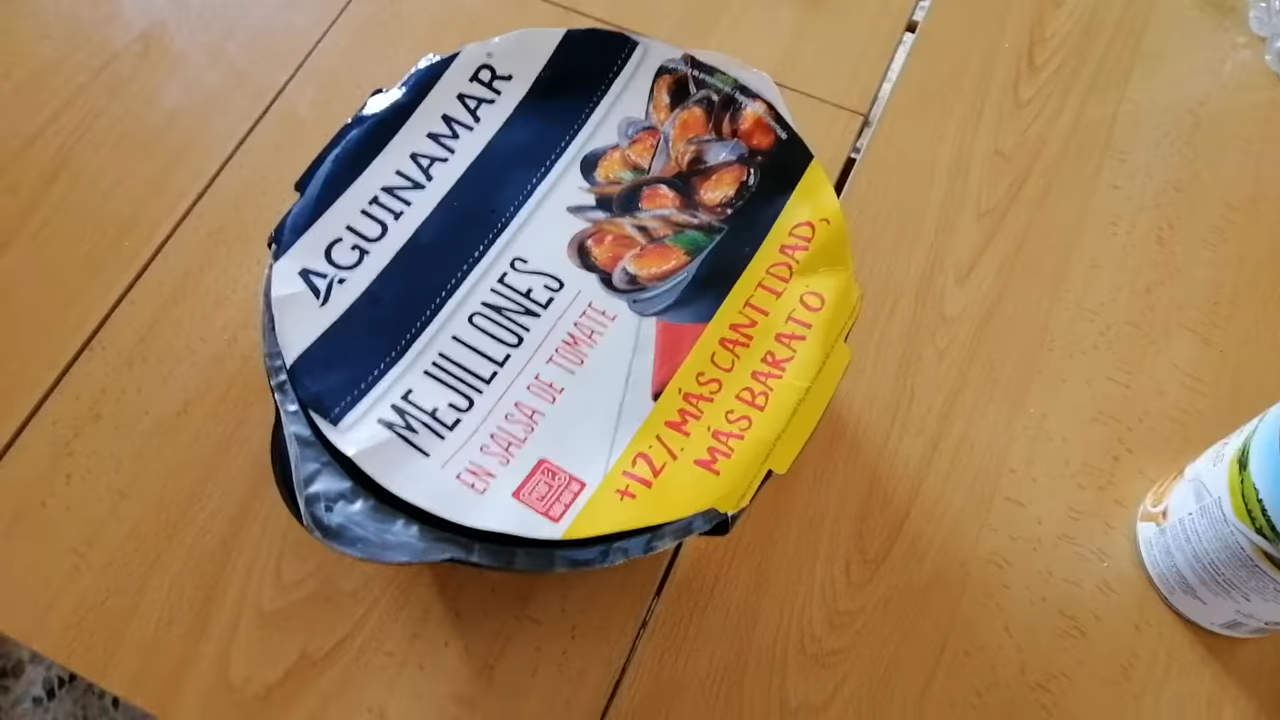 AGUINAMAR
MEJILLONES
EN SALSA DE TOMATE
+12% MÁS CANTIDAD,
MÁS BARATO